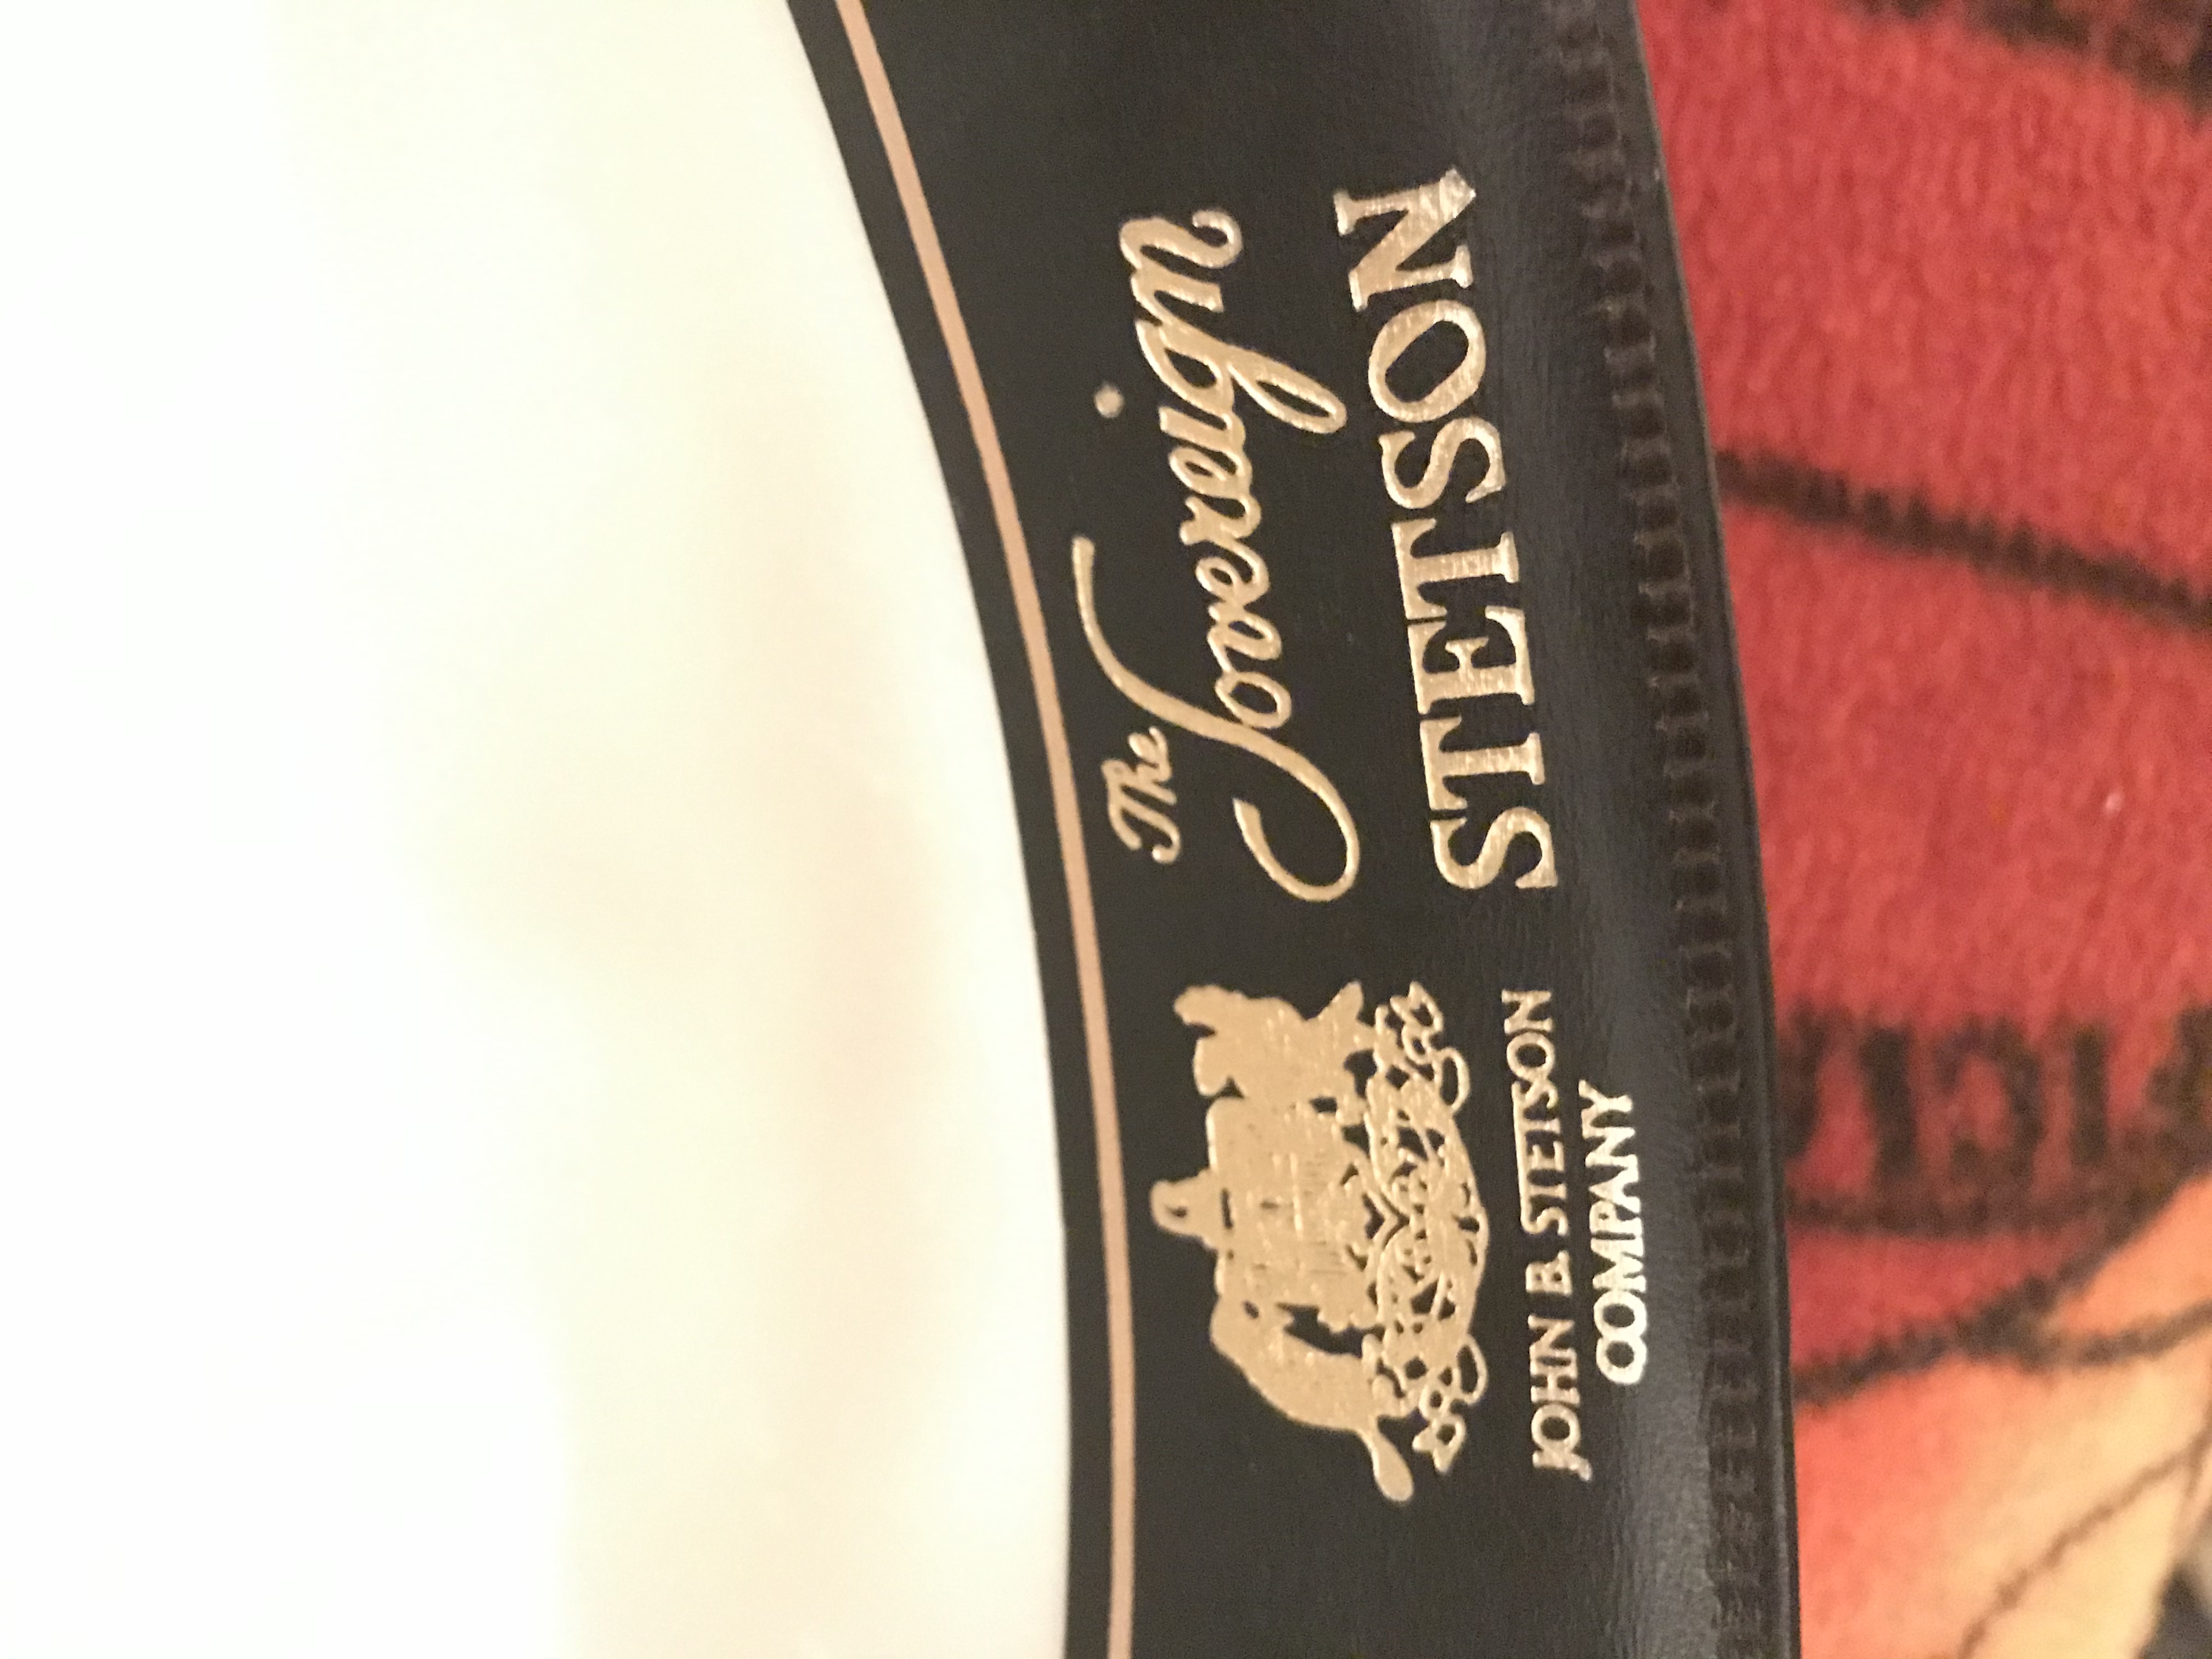 The
Sovereign
STETSON
JOHN B. STETSON
COMPANY